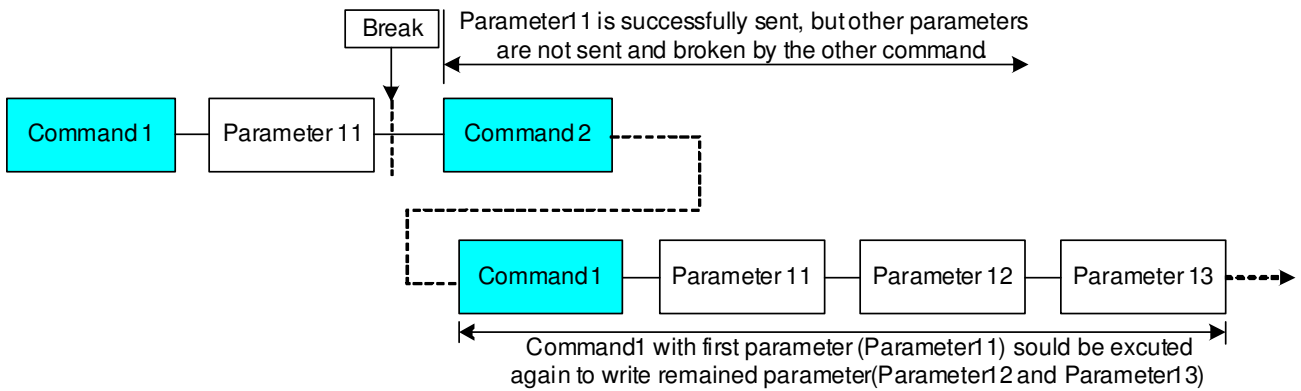 Break
Parameter11 is successfully sent, but other parameters
are not sent and broken by the other command.
Command 1
Parameter 11
Command 2
Command1
Parameter 11
Parameter 12
Parameter 13
Command1 with first parameter (Parameter11) sould be excuted
again to write remained parameter(Parameter12 and Parameter13)